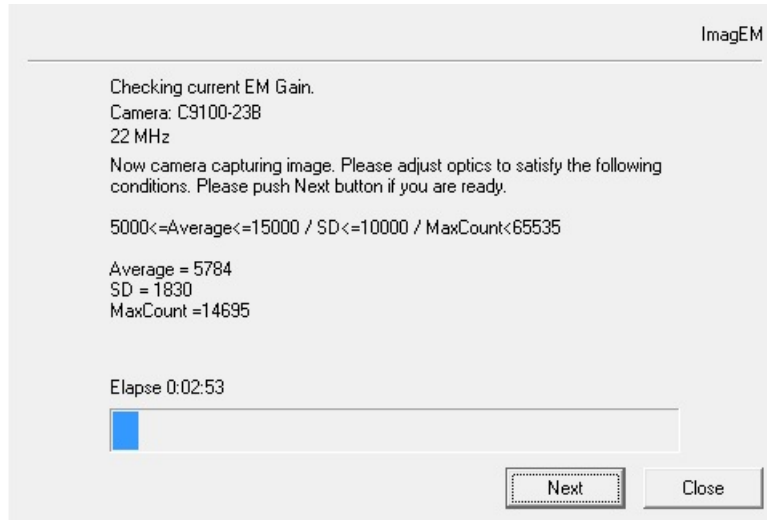 ImagEM
Checking current EM Gain.
Camera: C9100-23B
22 MHz
Now camera capturing image. Please adjust optics to satisfy the following
conditions. Please push Next button if you are ready.
5000<=Average<=15000 / SD<=10000 / MaxCount<65535
Average = 5784
SD = 1830
MaxCount =14695
Elapse 0:02:53
Next
Close